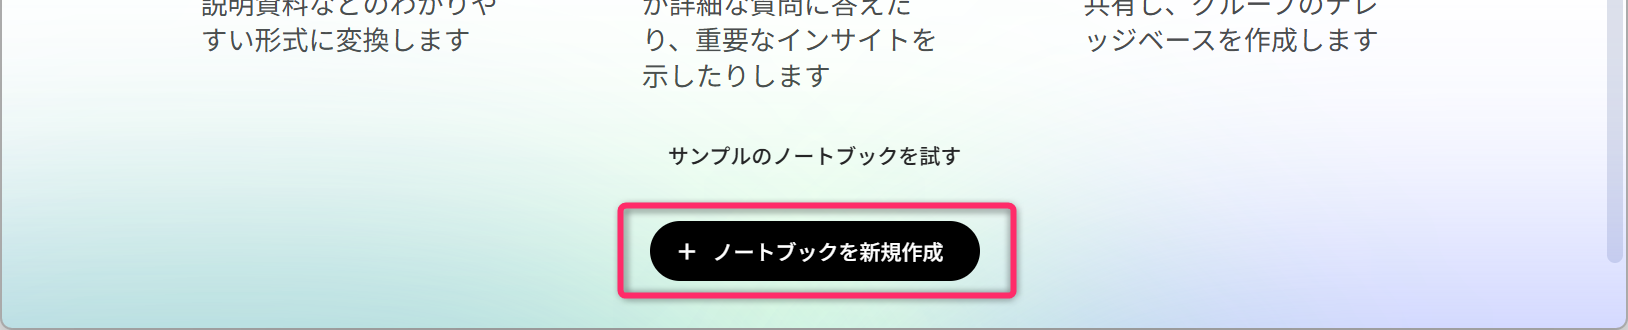 説明資料などのわかりや
すい形式に変換します
が詳細な質問に答えた
り、重要なインサイトを
示したりします
共有し、グループのナレ
ッジベースを作成します
サンプルのノートブックを試す
+ ノートブックを新規作成